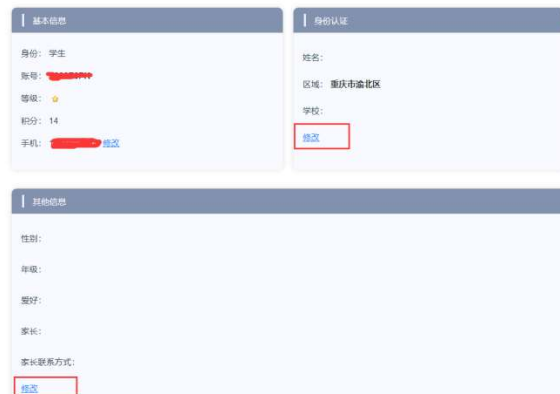 基本信息
身份： 学生
账号：
等级：
积分： 14
手机： 修改
身份认证
姓名：
区域： 重庆市渝北区
学校：
修改
其他信息
性别：
年级：
爱好：
家长：
家长联系方式：
修改